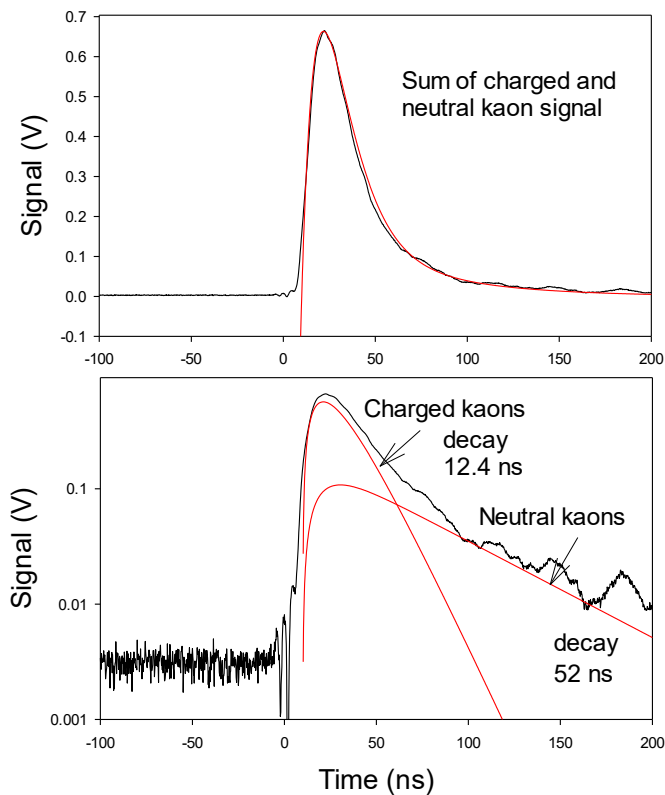 0.7
0.6
0.5
0.4
0.3
0.2
0.1
0.0
-0.1
Signal (V)
Sum of charged and
neutral kaon signal
-100 -50 0 50 100 150 200
0.1
0.01
0.001
Signal (V)
Charged kaons
decay
12.4 ns
Neutral kaons
decay
52 ns
-100 -50 0 50 100 150 200
Time (ns)